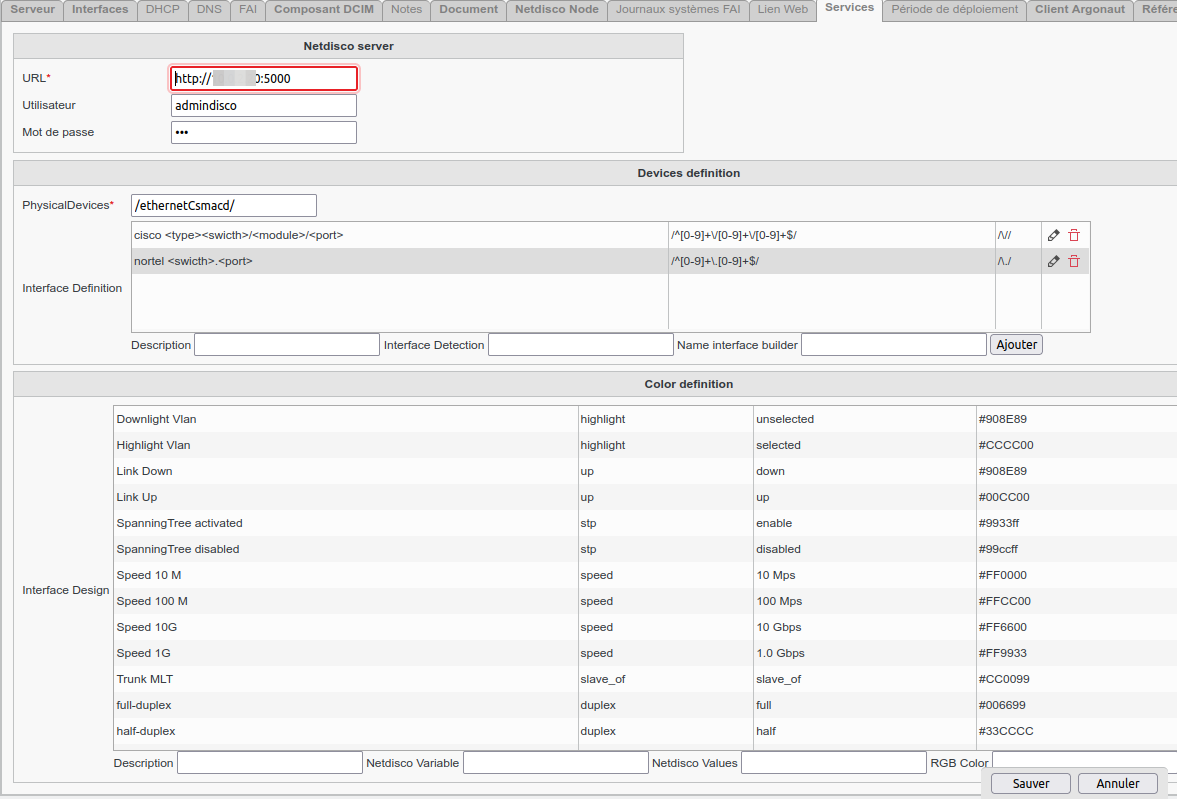 Serveur Interfaces DHCP DNS FAI Composant DCIM Notes Document Netdisco Node Journaux systèmes FAI Lien Web Services Période de déploiement Client Argonaut
Netdisco server
URL* http:// 0:5000
Utilisateur admindisco
Mot de passe •••
Devices definition
PhysicalDevices* /ethernetCsmacd/
cisco <type><swicth>/<module>/<port> /^[0-9]+\/[0-9]+\/[0-9]+$/ /\//
nortel <swicth>.<port> /^[0-9]+\.[0-9]+$/ /\./
Interface Definition
Description Interface Detection Name interface builder Ajouter
Color definition
Downlight Vlan highlight unselected #908E89
Highlight Vlan highlight selected #CCCC00
Link Down up down #908E89
Link Up up up #00CC00
SpanningTree activated stp enable #9933ff
SpanningTree disabled stp disabled #99ccff
Speed 10 M speed 10 Mps #FF0000
Interface Design
Speed 100 M speed 100 Mps #FFCC00
Speed 10G speed 10 Gbps #FF6600
Speed 1G speed 1.0 Gbps #FF9933
Trunk MLT slave_of slave_of #CC0099
full-duplex duplex full #006699
half-duplex duplex half #33CCCC
Description Netdisco Variable Netdisco Values RGB Color
Sauver Annuler